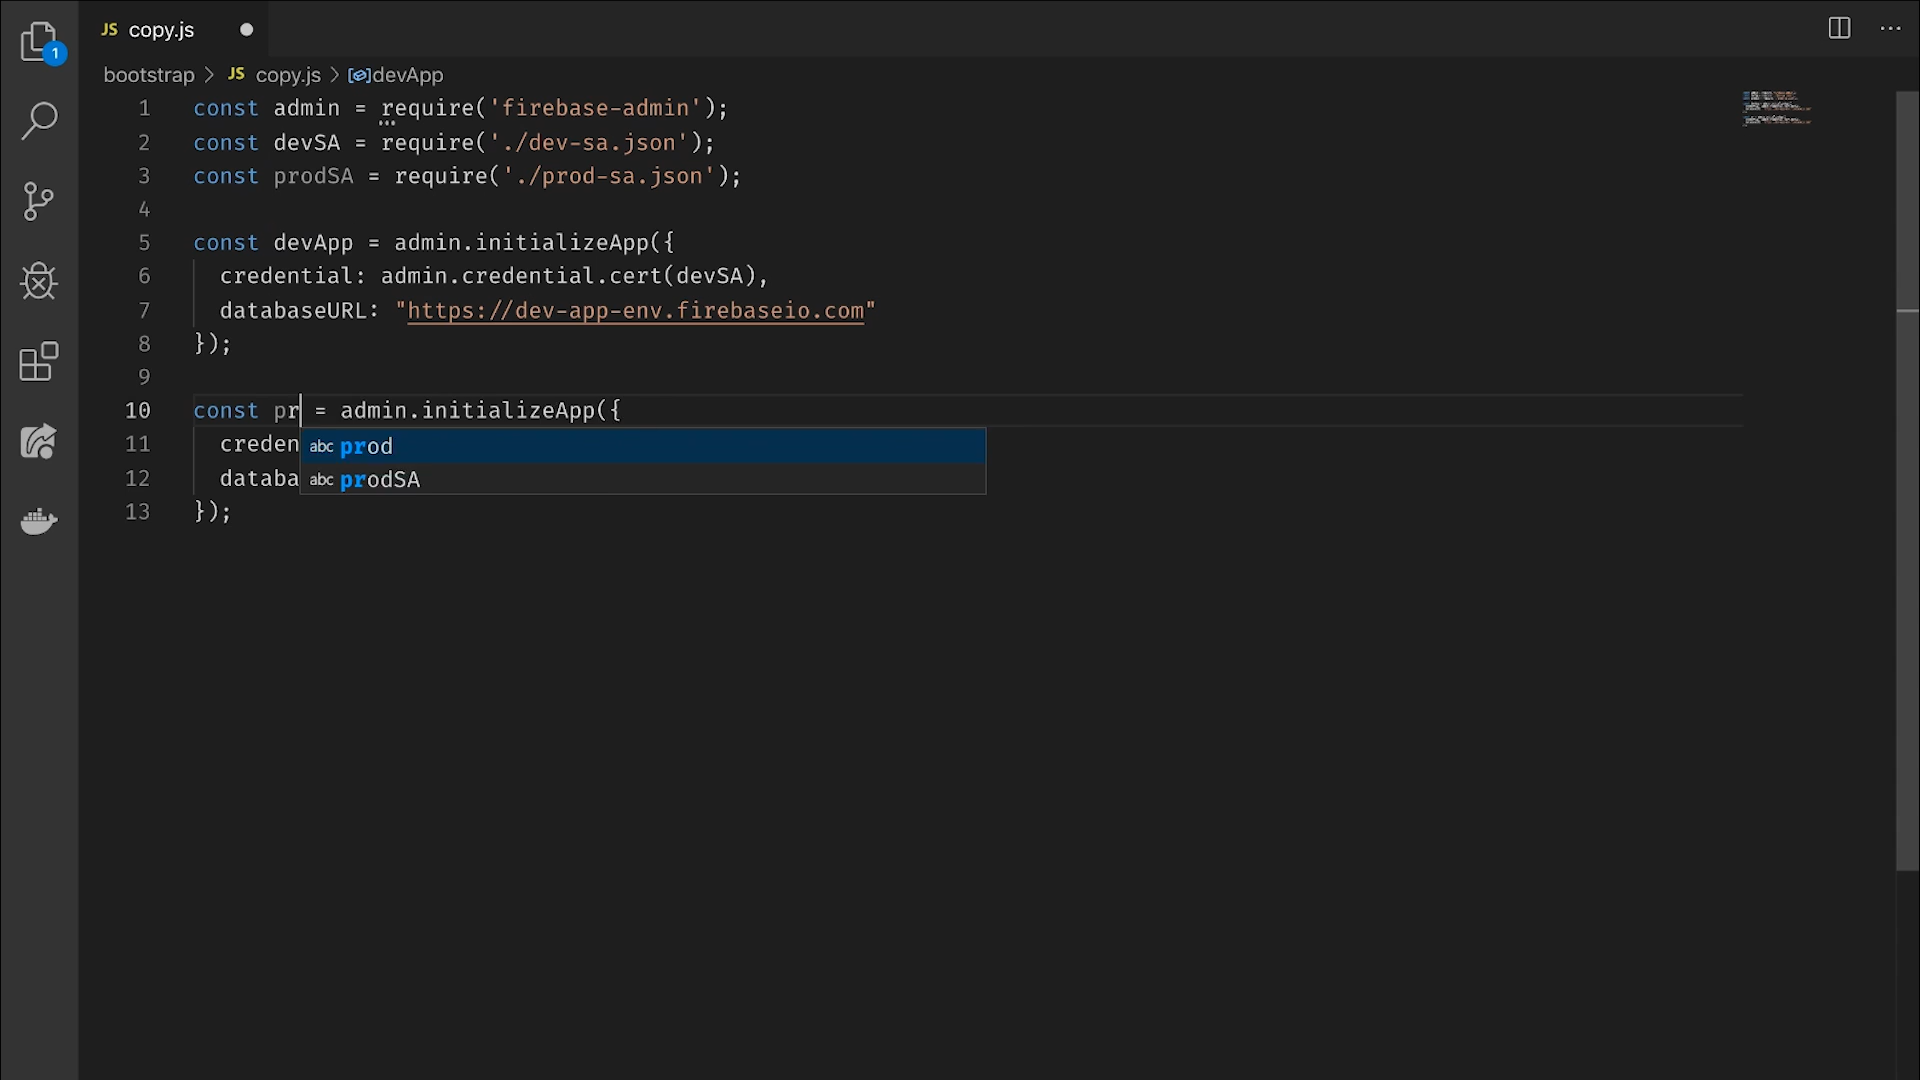 JS copy.js
1
bootstrap > JS copy.js > devApp
1 const admin = require('firebase-admin');
2 const devSA = require('./dev-sa.json');
3 const prodSA = require('./prod-sa.json');
4
5 const devApp = admin.initializeApp({
6 credential: admin.credential.cert(devSA),
7 databaseURL: "https://dev-app-env.firebaseio.com"
8 });
9
10 const pr = admin.initializeApp({
11 creden
abc prod
12 databa
abc prodSA
13 });